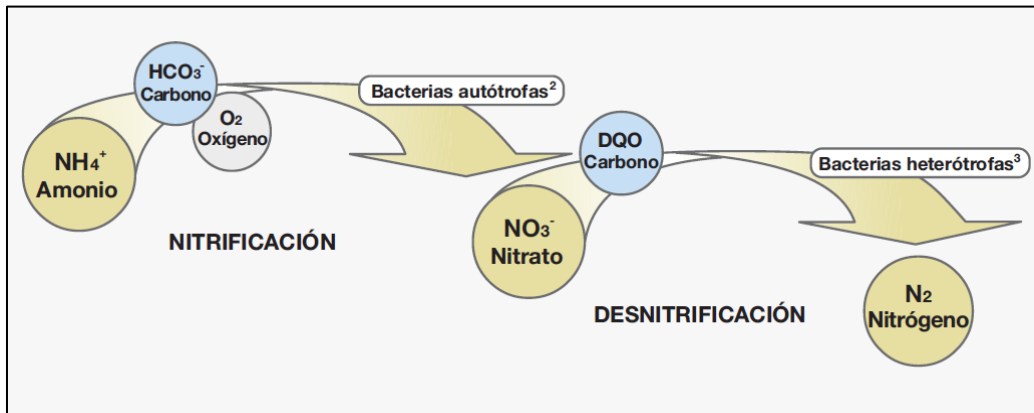 HCO₃⁻
Carbono
O₂
Oxígeno
NH₄⁺
Amonio
Bacterias autótrofas²
NITRIFICACIÓN
DQO
Carbono
NO₃⁻
Nitrato
Bacterias heterótrofas³
DESNITRIFICACIÓN
N₂
Nitrógeno